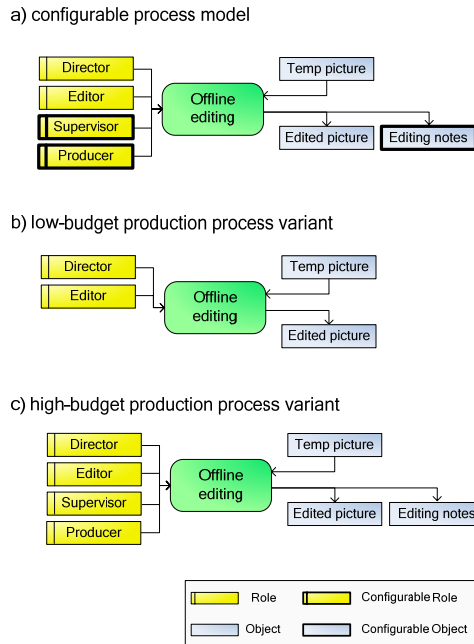 a) configurable process model
Director
Editor
Supervisor
Producer
Offline
editing
Temp picture
Edited picture
Editing notes
b) low-budget production process variant
Director
Editor
Offline
editing
Temp picture
Edited picture
c) high-budget production process variant
Director
Editor
Supervisor
Producer
Offline
editing
Temp picture
Edited picture
Editing notes
Role
Configurable Role
Object
Configurable Object